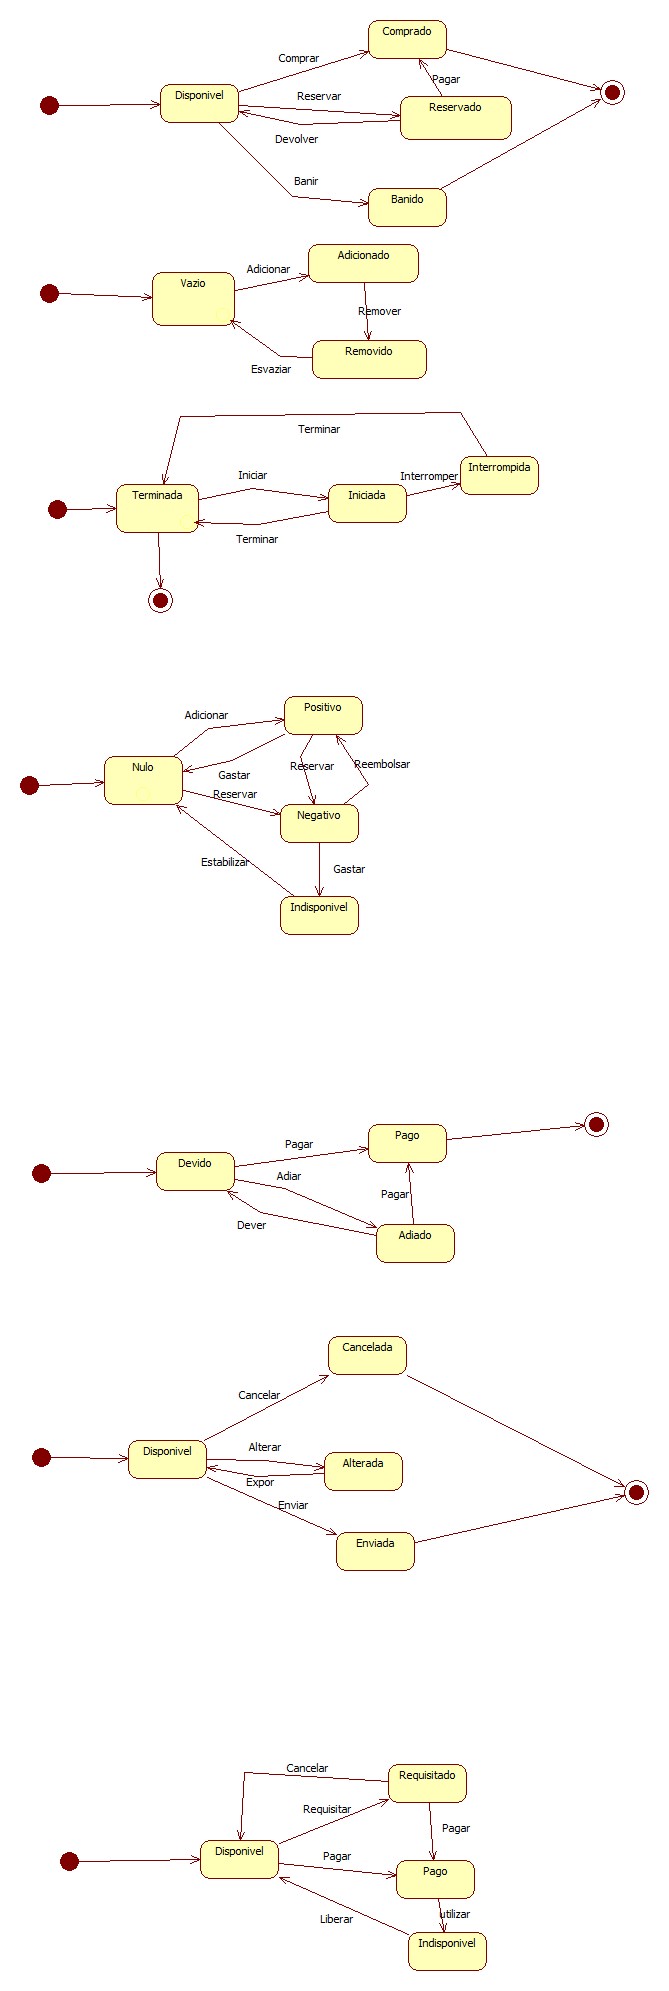 Comprado
Comprar
Pagar
Disponivel
Reservar
Reservado
Devolver
Banir
Banido
Adicionado
Adicionar
Vazio
Remover
Removido
Esvaziar
Terminar
Interrompida
Iniciar
Interromper
Terminada
Iniciada
Terminar
Positivo
Adicionar
Nulo
Reservar
Reembolsar
Gastar
Reservar
Negativo
Estabilizar
Gastar
Indisponivel
Pago
Pagar
Devido
Adiar
Pagar
Dever
Adiado
Cancelada
Cancelar
Disponivel
Alterar
Alterada
Expor
Enviar
Enviada
Cancelar
Requisitado
Requisitar
Pagar
Disponivel
Pagar
Pago
utilizar
Liberar
Indisponivel